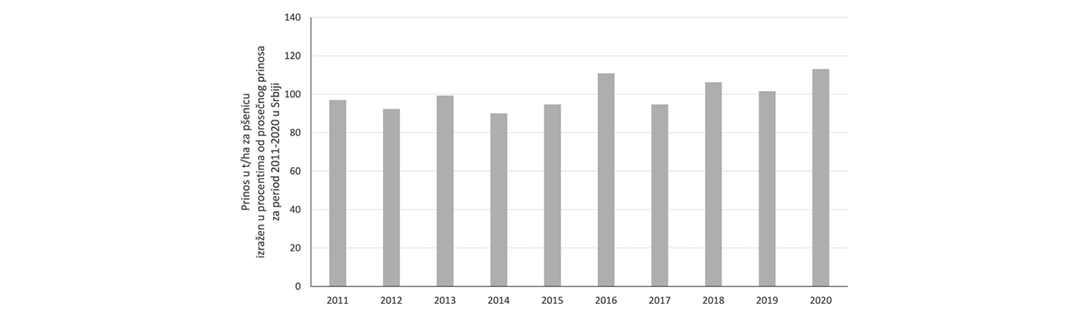 Prinos u t/ha za pšenicu
izražen u procentima od prosečnog prinosa
za period 2011-2020 u Srbiji
140
120
100
80
60
40
20
0
2011 2012 2013 2014 2015 2016 2017 2018 2019 2020